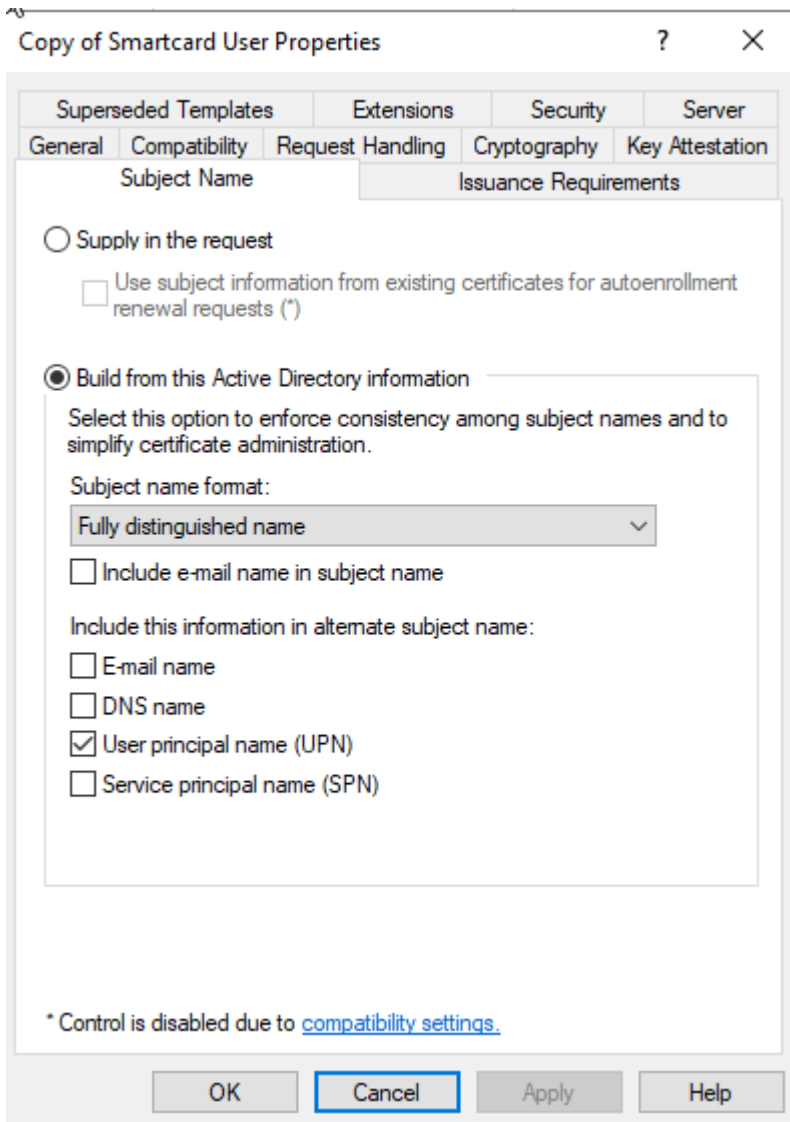 Copy of Smartcard User Properties ? ×
Superseded Templates Extensions Security Server
General Compatibility Request Handling Cryptography Key Attestation
Subject Name Issuance Requirements
Supply in the request
Use subject information from existing certificates for autoenrollment
renewal requests (*)
Build from this Active Directory information
Select this option to enforce consistency among subject names and to
simplify certificate administration.
Subject name format:
Fully distinguished name
Include e-mail name in subject name
Include this information in alternate subject name:
E-mail name
DNS name
User principal name (UPN)
Service principal name (SPN)
* Control is disabled due to compatibility settings.
OK Cancel Apply Help